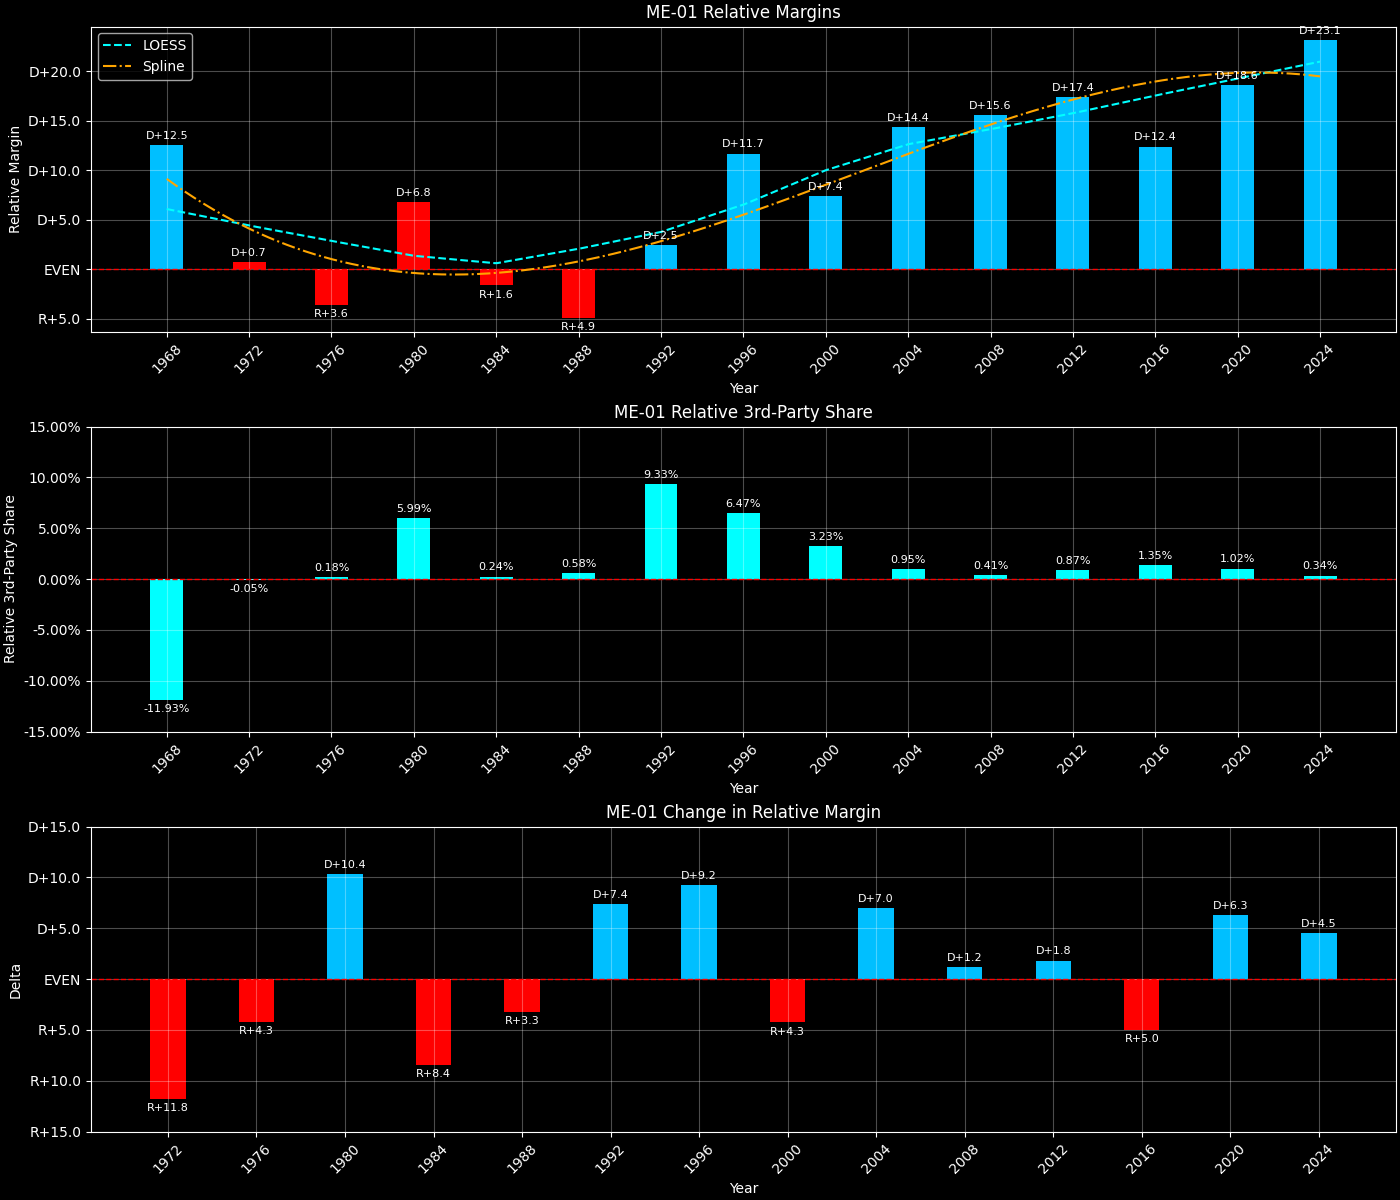 ME-01 Relative Margins
LOESS
Spline
Relative Margin
D+20.0
D+15.0
D+10.0
D+5.0
EVEN
R+5.0
D+12.5
D+0.7
R+3.6
D+6.8
R+1.6
R+4.9
D+2.5
D+11.7
D+7.4
D+14.4
D+15.6
D+17.4
D+12.4
D+18.6
D+23.1
1968
1972
1976
1980
1984
1988
1992
1996
2000
2004
2008
2012
2016
2020
2024
Year
ME-01 Relative 3rd-Party Share
Relative 3rd-Party Share
15.00%
10.00%
5.00%
0.00%
-5.00%
-10.00%
-15.00%
-11.93%
-0.05%
0.18%
5.99%
0.24%
0.58%
9.33%
6.47%
3.23%
0.95%
0.41%
0.87%
1.35%
1.02%
0.34%
1968
1972
1976
1980
1984
1988
1992
1996
2000
2004
2008
2012
2016
2020
2024
Year
ME-01 Change in Relative Margin
Delta
D+15.0
D+10.0
D+5.0
EVEN
R+5.0
R+10.0
R+15.0
R+11.8
R+4.3
D+10.4
R+8.4
R+3.3
D+7.4
D+9.2
R+4.3
D+7.0
D+1.2
D+1.8
R+5.0
D+6.3
D+4.5
1972
1976
1980
1984
1988
1992
1996
2000
2004
2008
2012
2016
2020
2024
Year